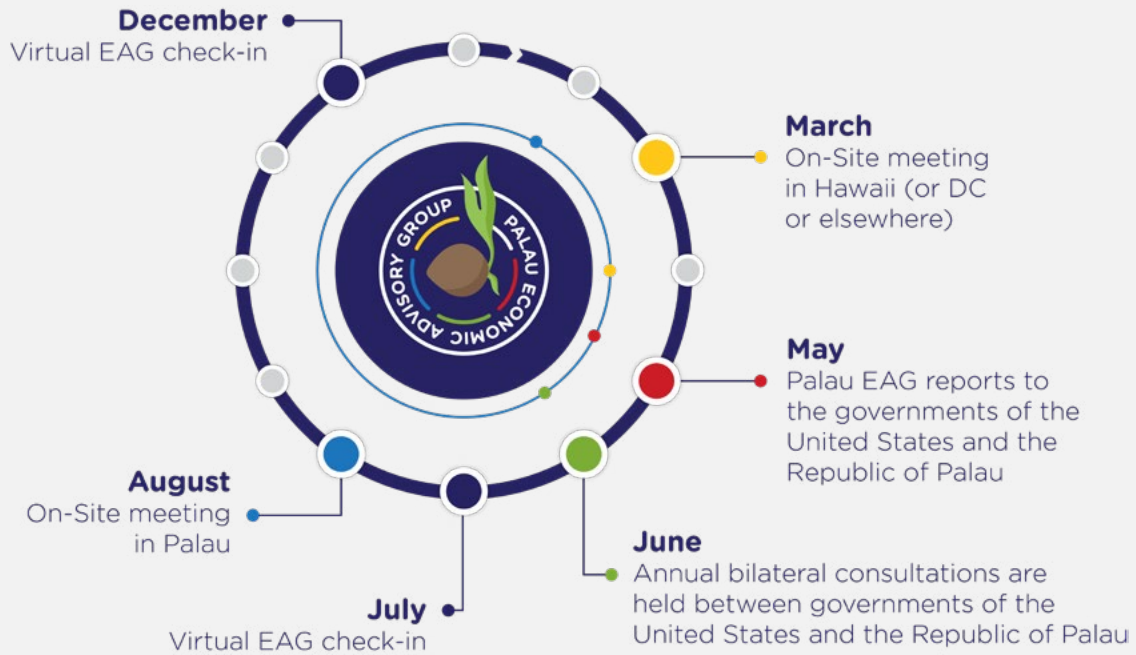 December
Virtual EAG check-in
March
On-Site meeting
in Hawaii (or DC
or elsewhere)
PALAU ECONOMIC ADVISORY GROUP
May
Palau EAG reports to
the governments of the
United States and the
Republic of Palau
August
On-Site meeting
in Palau
June
Annual bilateral consultations are
held between governments of the
United States and the Republic of Palau
July
Virtual EAG check-in